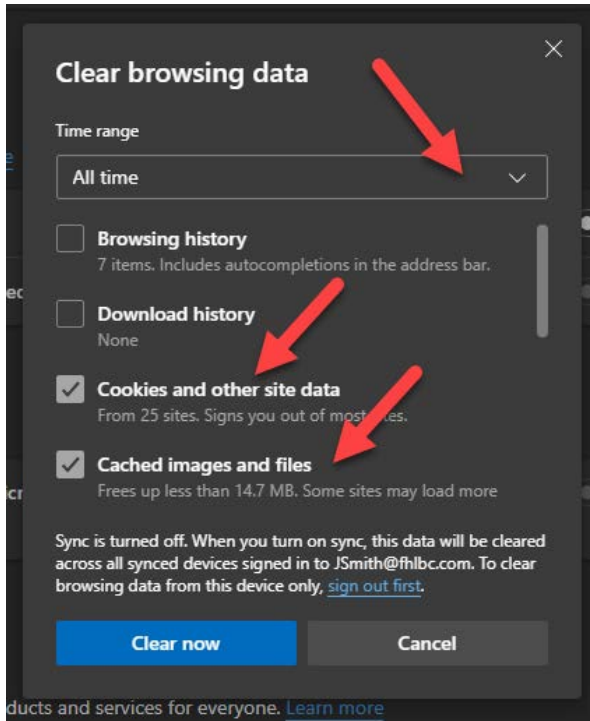 Clear browsing data
Time range
All time
Browsing history
7 items. Includes autocompletions in the address bar.
Download history
None
Cookies and other site data
From 25 sites. Signs you out of most
Cached images and files
Frees up less than 14.7 MB. Some sites may load more
Sync is turned off. When you turn on sync, this data will be cleared
across all synced devices signed in to JSmith@fhlbc.com. To clear
browsing data from this device only, sign out first.
Clear now Cancel
products and services for everyone. Learn more